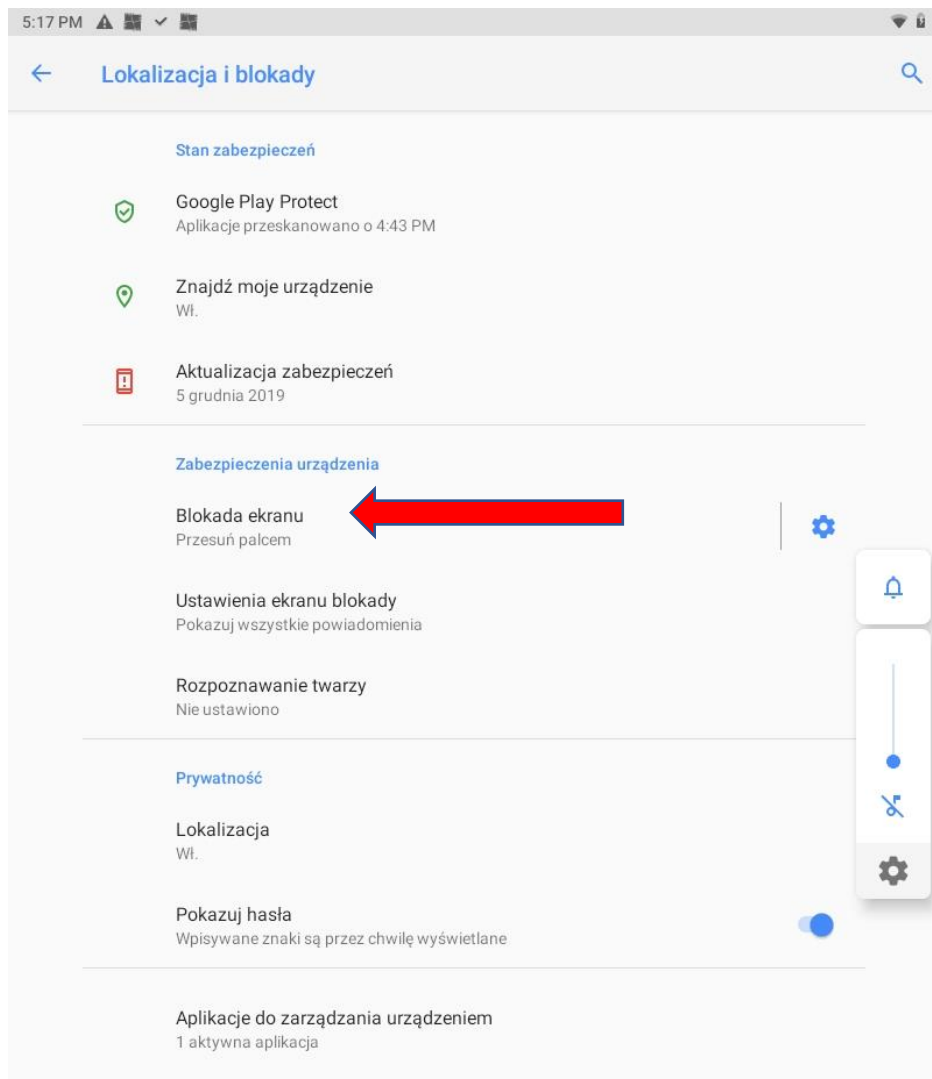 5:17 PM
Lokalizacja i blokady
Stan zabezpieczeń
Google Play Protect
Aplikacje przeskanowano o 4:43 PM
Znajdź moje urządzenie
Wł.
Aktualizacja zabezpieczeń
5 grudnia 2019
Zabezpieczenia urządzenia
Blokada ekranu
Przesuń palcem
Ustawienia ekranu blokady
Pokazuj wszystkie powiadomienia
Rozpoznawanie twarzy
Nie ustawiono
Prywatność
Lokalizacja
Wł.
Pokazuj hasła
Wpisywane znaki są przez chwilę wyświetlane
Aplikacje do zarządzania urządzeniem
1 aktywna aplikacja